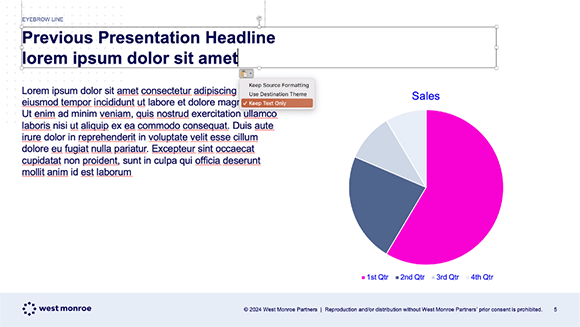 EYEBROW LINE
Previous Presentation Headline
lorem ipsum dolor sit amet
Keep Source Formatting
Use Destination Theme
✓ Keep Text Only
Lorem ipsum dolor sit amet consectetur adipiscing
eiusmod tempor incididunt ut labore et dolore magn
Ut enim ad minim veniam, quis nostrud exercitation ullamco
laboris nisi ut aliquip ex ea commodo consequat. Duis aute
irure dolor in reprehenderit in voluptate velit esse cillum
dolore eu fugiat nulla pariatur. Excepteur sint occaecat
cupidatat non proident, sunt in culpa qui officia deserunt
mollit anim id est laborum
Sales
1st Qtr 2nd Qtr 3rd Qtr 4th Qtr
west monroe
© 2024 West Monroe Partners | Reproduction and/or distribution without West Monroe Partners' prior consent is prohibited.
5